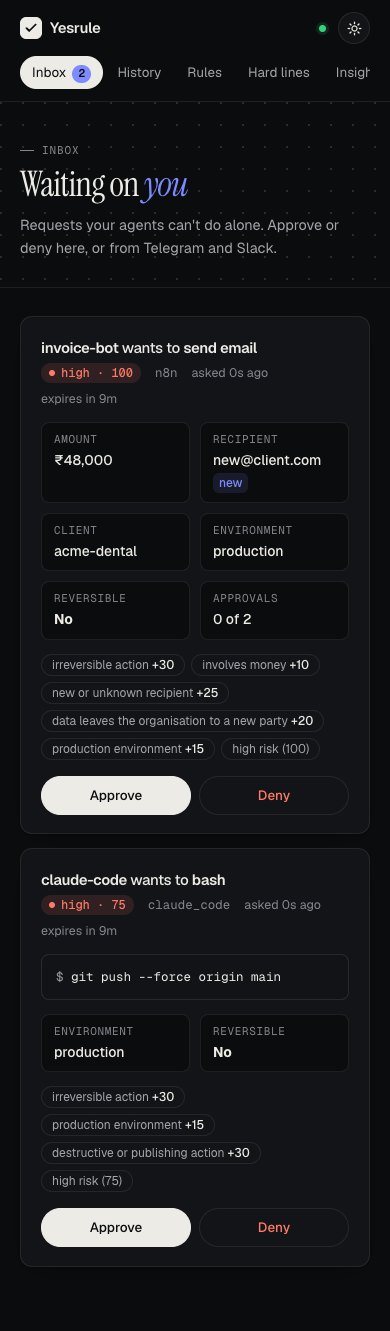 Yesrule
Inbox 2 History Rules Hard lines Insigh
INBOX
Waiting on you
Requests your agents can't do alone. Approve or
deny here, or from Telegram and Slack.
invoice-bot wants to send email
high · 100 n8n asked 0s ago
expires in 9m
AMOUNT
₹48,000
RECIPIENT
new@client.com
new
CLIENT
acme-dental
ENVIRONMENT
production
REVERSIBLE
No
APPROVALS
0 of 2
irreversible action +30 involves money +10
new or unknown recipient +25
data leaves the organisation to a new party +20
production environment +15 high risk (100)
Approve Deny
claude-code wants to bash
high · 75 claude_code asked 0s ago
expires in 9m
$ git push --force origin main
ENVIRONMENT
production
REVERSIBLE
No
irreversible action +30
production environment +15
destructive or publishing action +30
high risk (75)
Approve Deny